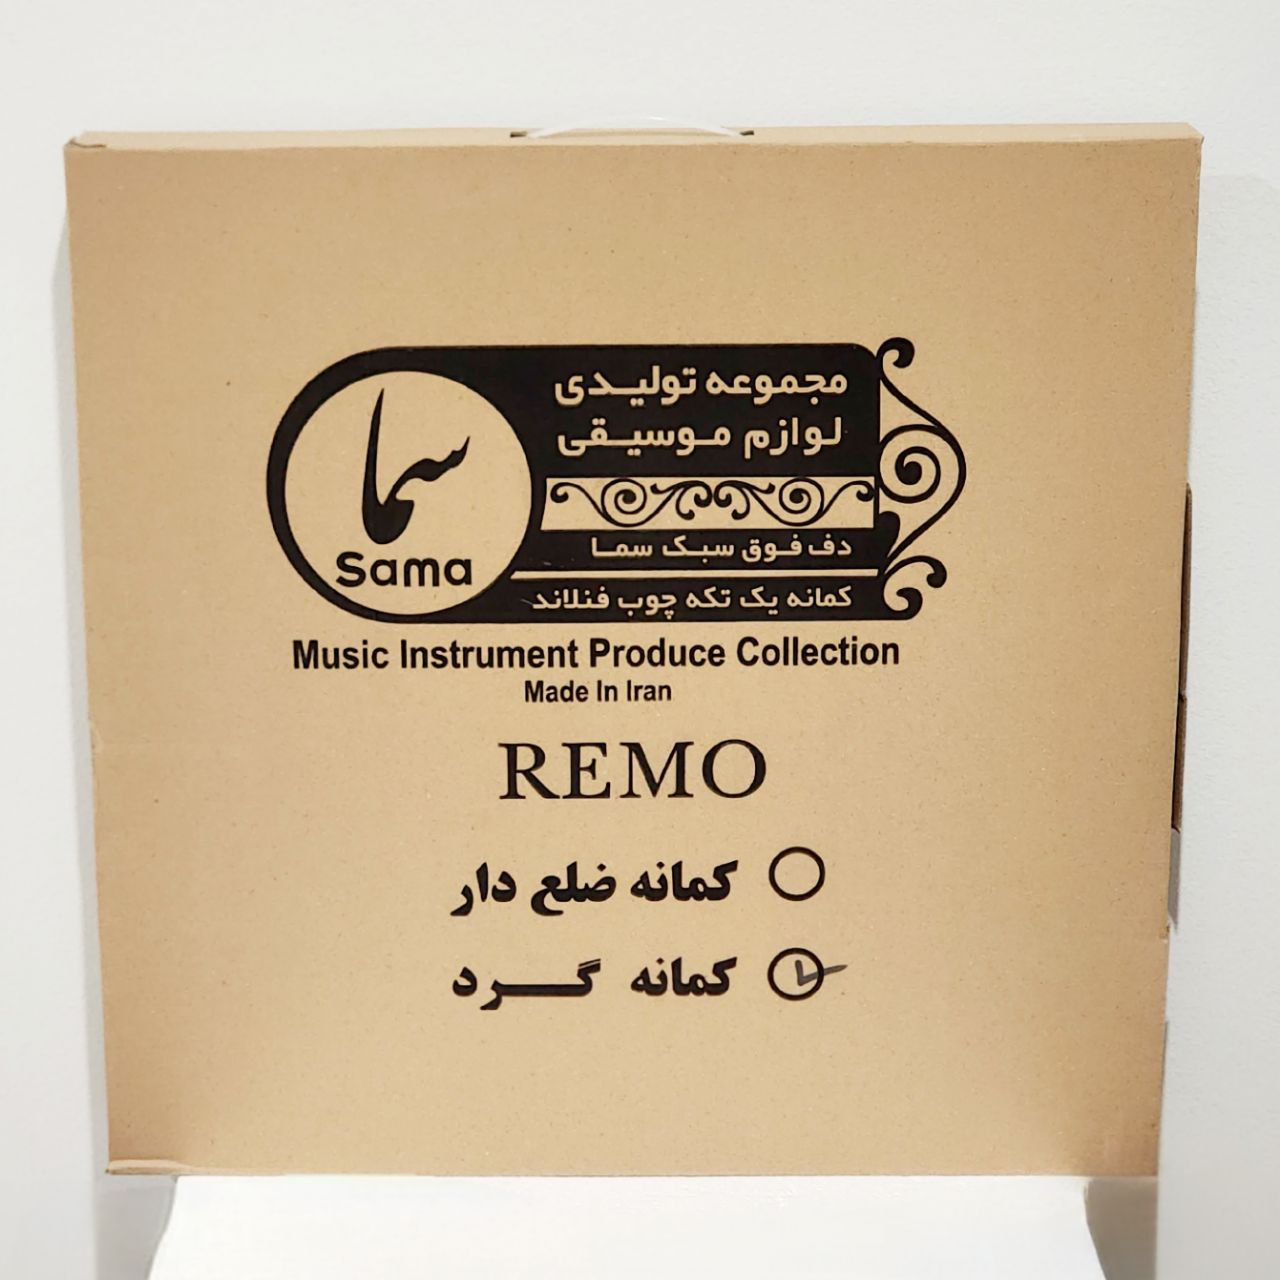 مجموعه تولیدی
لوازم موسیقی
سما
Sama
دف فوق سبک سما
کمانه یک تکه چوب فنلاند
Music Instrument Produce Collection
Made In Iran
REMO
کمانه ضلع دار
کمانه گرد